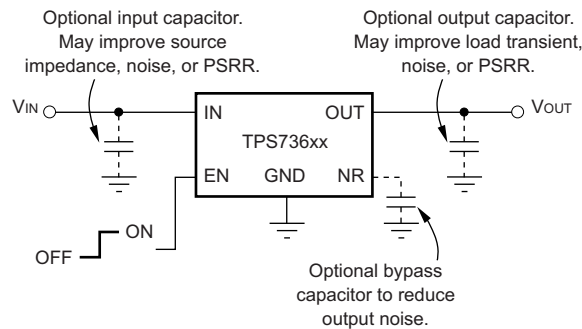 Optional input capacitor.
May improve source
impedance, noise, or PSRR.
Optional output capacitor.
May improve load transient,
noise, or PSRR.
VIN
IN
OUT
VOUT
TPS736xx
EN
GND
NR
ON
OFF
Optional bypass
capacitor to reduce
output noise.